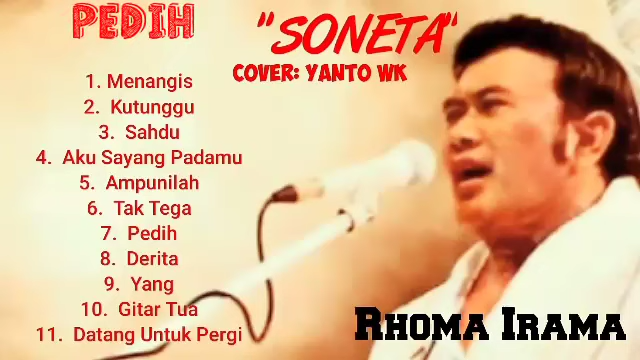 PEDIH
"SONETA"
COVER: YANTO WK
1. Menangis
2. Kutunggu
3. Sahdu
4. Aku Sayang Padamu
5. Ampunilah
6. Tak Tega
7. Pedih
8. Derita
9. Yang
10. Gitar Tua
11. Datang Untuk Pergi
RHOMA IRAMA